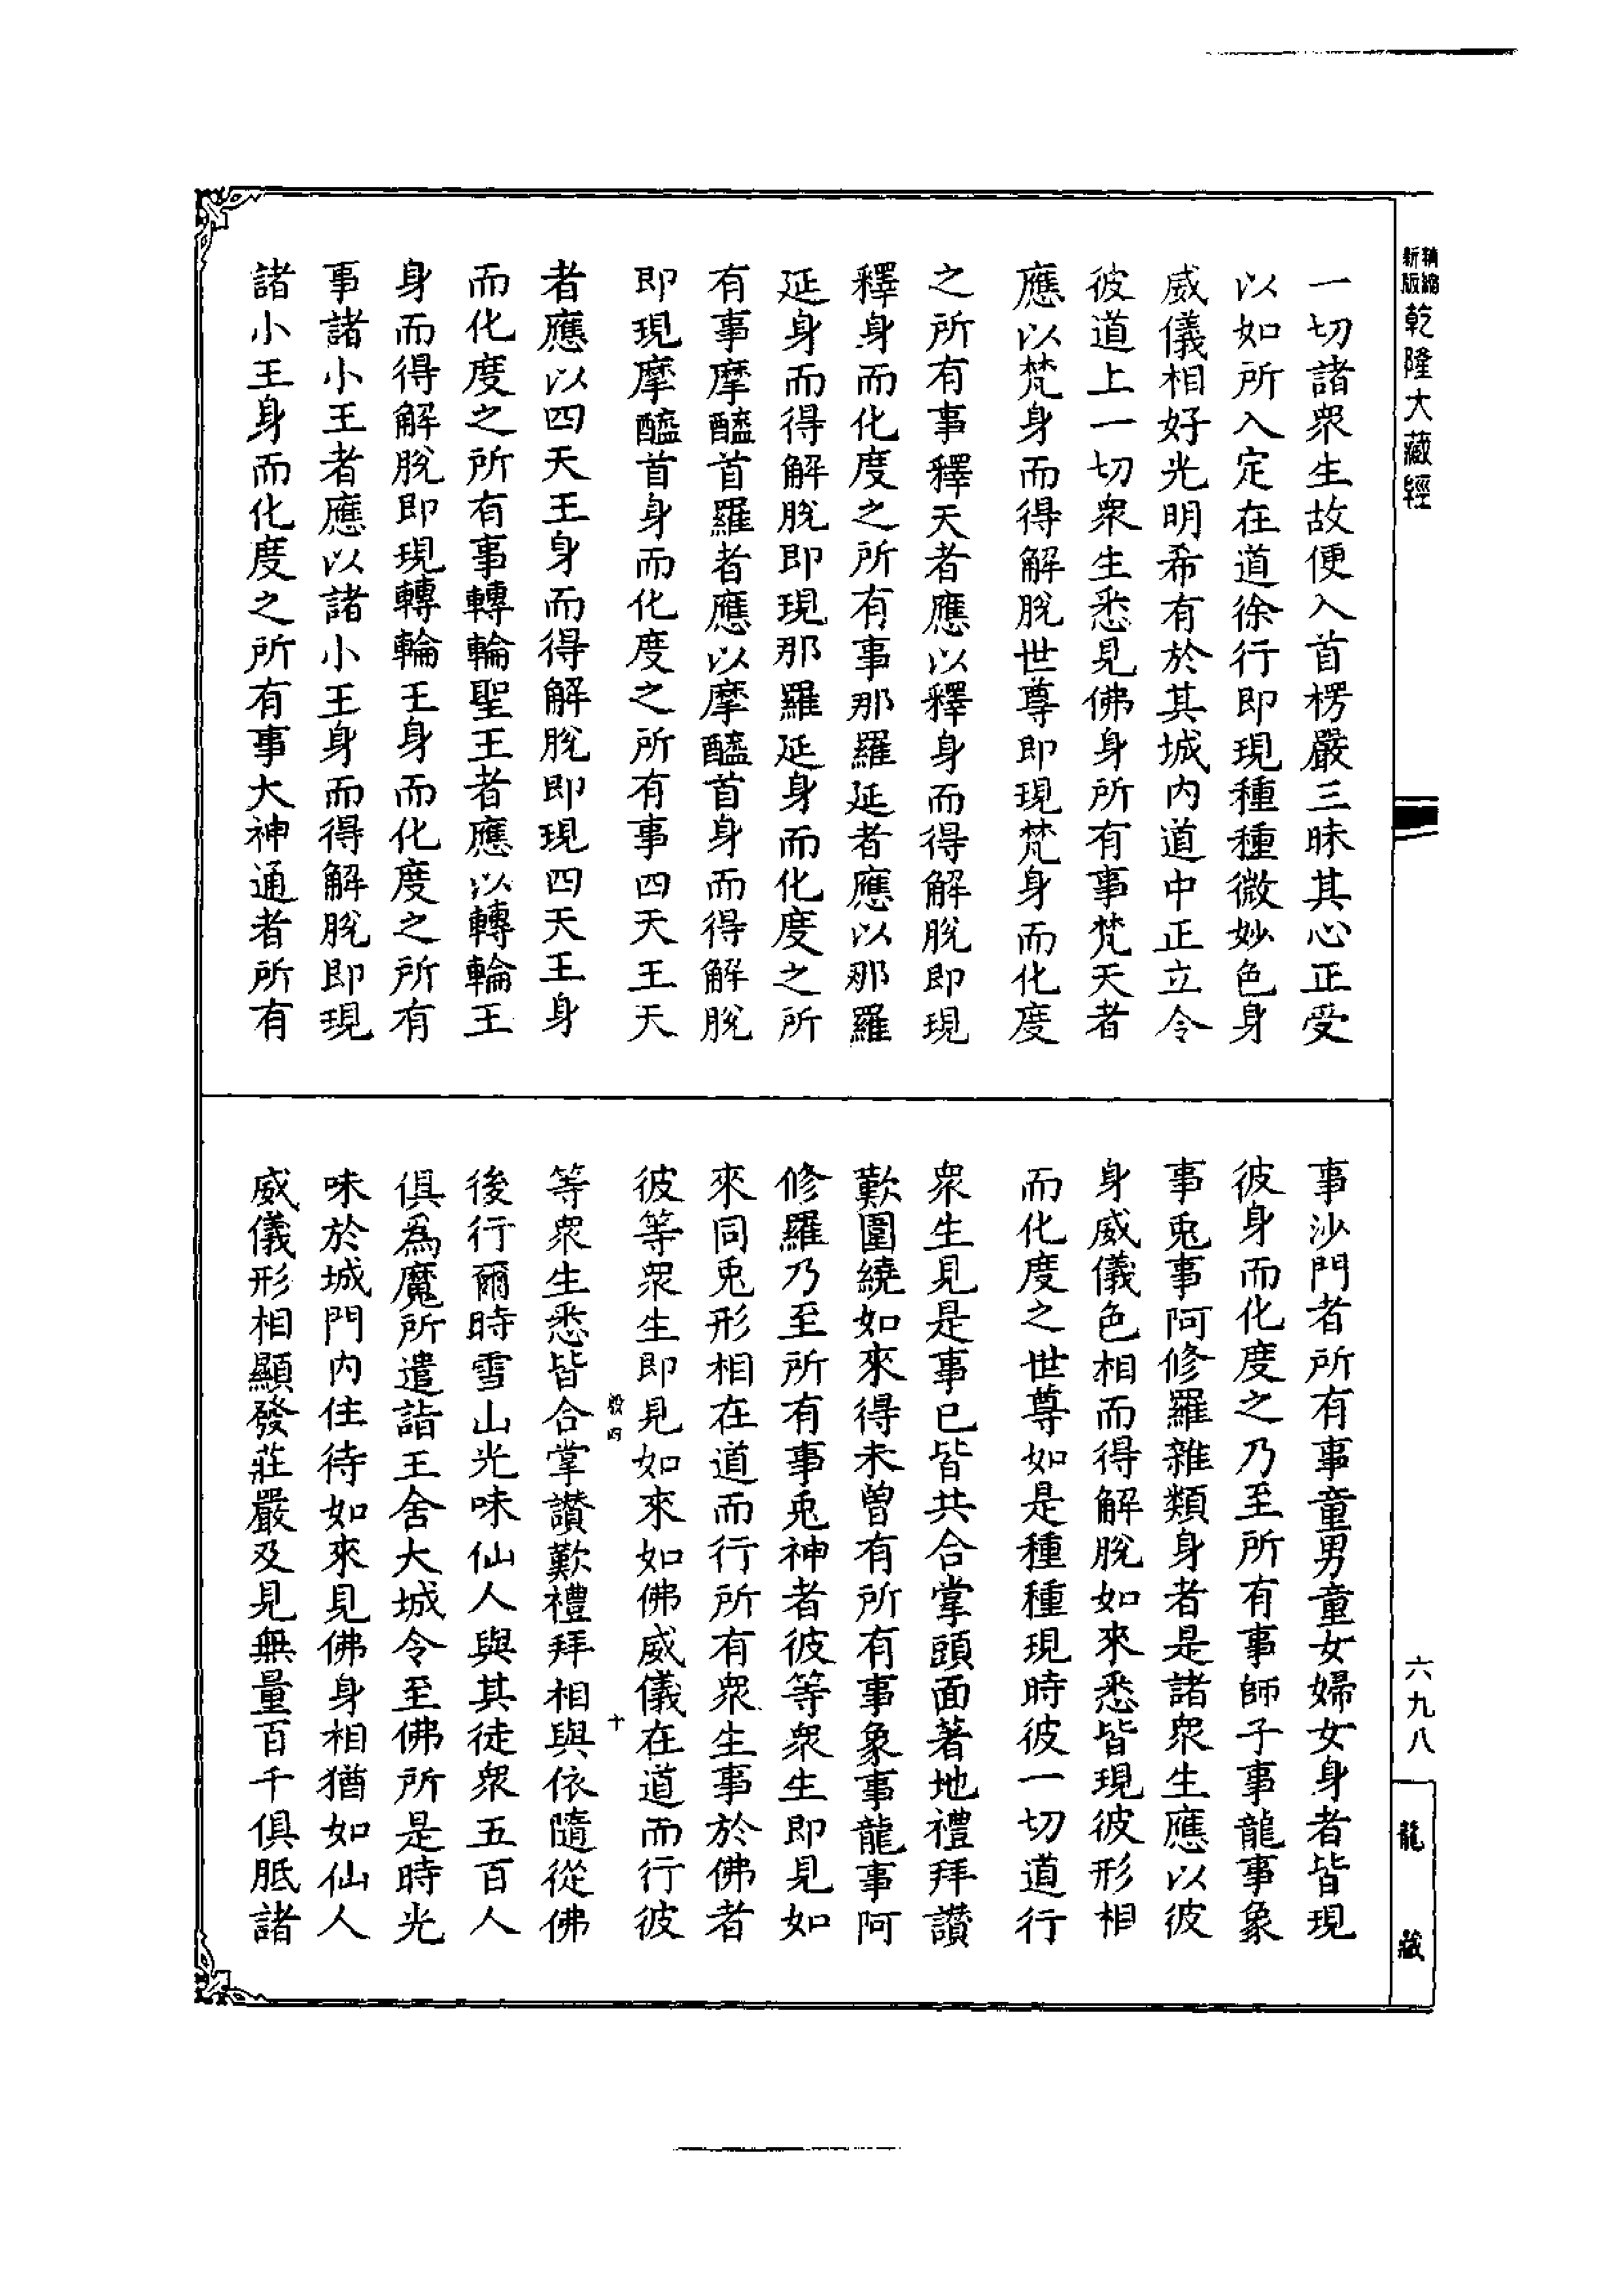 精縮新版乾隆大藏經
一切諸衆生故便入首楞嚴三昧其心正受
以如所入定在道徐行即現種種微妙色身
威儀相好光明希有於其城內道中正立令
彼道上一切衆生悉見佛身所有事梵天者
應以梵身而得解脫世尊即現梵身而化度
之所有事釋天者應以釋身而得解脫即現
釋身而化度之所有事那羅延者應以那羅
延身而得解脫即現那羅延身而化度之所
有事摩醯首羅者應以摩醯首身而得解脫
即現摩醯首身而化度之所有事四天王天
者應以四天王身而得解脫即現四天王身
而化度之所有事轉輪聖王者應以轉輪王
身而得解脫即現轉輪王身而化度之所有
事諸小王者應以諸小王身而得解脫即現
諸小王身而化度之所有事大神通者所有
事沙門者所有事童男童女婦女身者皆現
彼身而化度之乃至所有事師子事龍事象
事兎事阿修羅雜類身者是諸衆生應以彼
身威儀色相而得解脫如來悉皆現彼形相
而化度之世尊如是種種現時彼一切道行
衆生見是事已皆共合掌頭面著地禮拜讚
歎圍繞如來得未曾有所有事象事龍事阿
修羅乃至所有事兎神者彼等衆生即見如
來同兎形相在道而行所有衆生事於佛者
彼等衆生即見如來如佛威儀在道而行彼
等衆生悉皆合掌讚歎禮拜相與依隨從佛
後行爾時雪山光味仙人與其徒衆五百人
俱爲魔所遣詣王舍大城令至佛所是時光
味於城門內住待如來見佛身相猶如仙人
威儀形相顯發莊嚴及見無量百千俱胝諸
十
六九八
龍藏